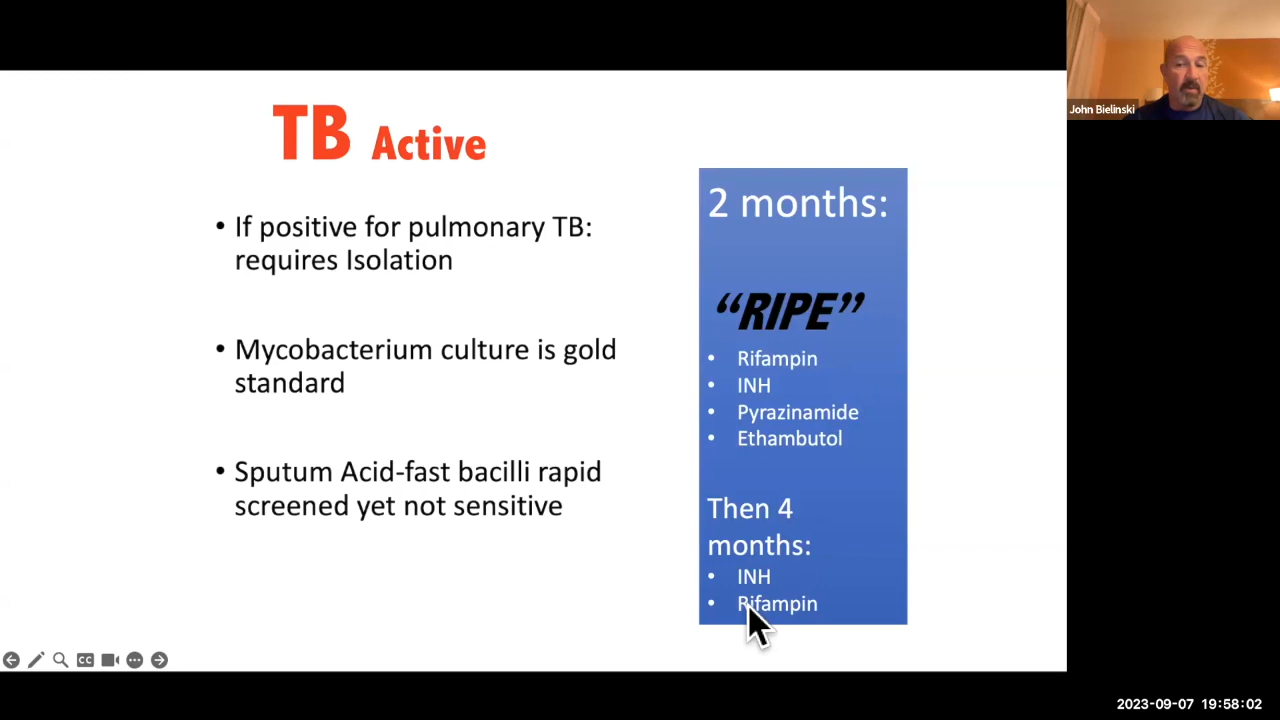 TB Active
• If positive for pulmonary TB:
requires Isolation
• Mycobacterium culture is gold
standard
• Sputum Acid-fast bacilli rapid
screened yet not sensitive
2 months:
“RIPE”
• Rifampin
• INH
• Pyrazinamide
• Ethambutol
Then 4
months:
• INH
• Rifampin
John Bielinski
CC
2023-09-07 19:58:02